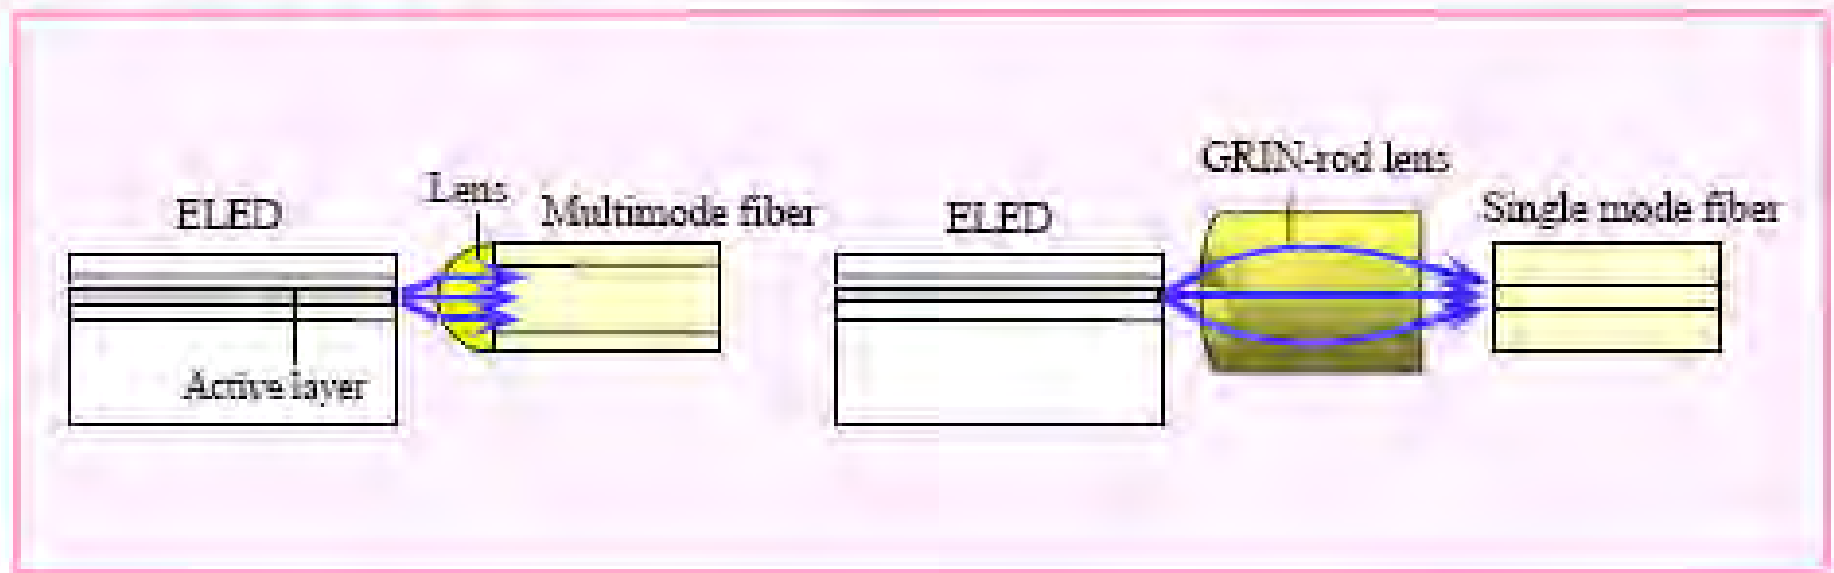 ELED
Lens
Multimode fiber
Active layer
ELED
GRIN-rod lens
Single mode fiber